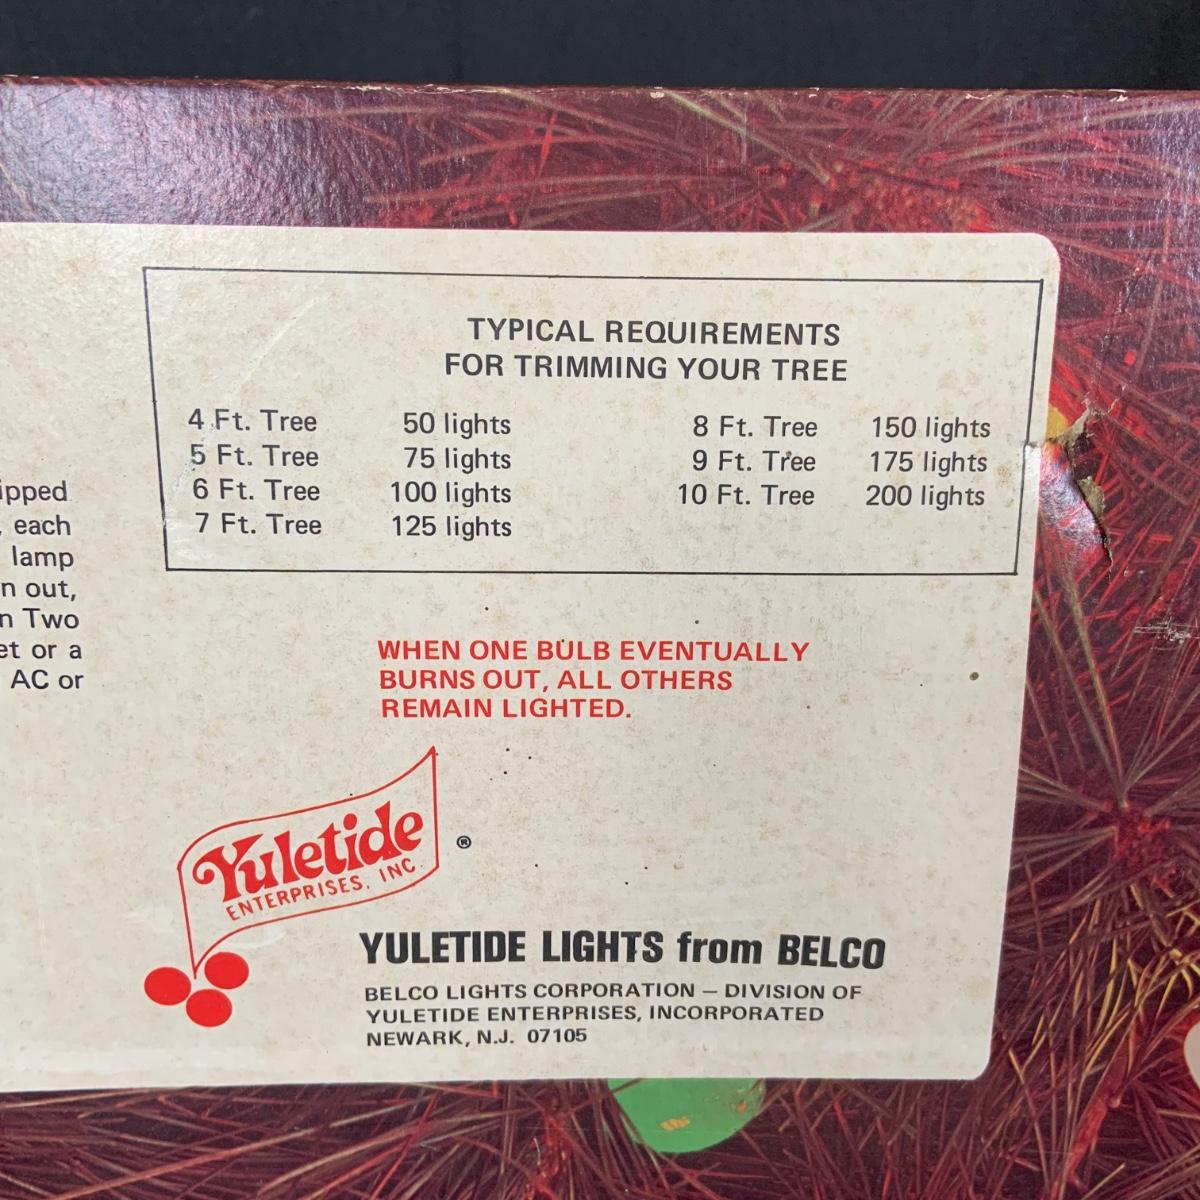 TYPICAL REQUIREMENTS
FOR TRIMMING YOUR TREE
4 Ft. Tree 50 lights 8 Ft. Tree 150 lights
5 Ft. Tree 75 lights 9 Ft. Tree 175 lights
6 Ft. Tree 100 lights 10 Ft. Tree 200 lights
7 Ft. Tree 125 lights
ipped
, each
lamp
n out,
n Two
et or a
AC or
WHEN ONE BULB EVENTUALLY
BURNS OUT, ALL OTHERS
REMAIN LIGHTED.
Yuletide ®
ENTERPRISES, INC.
YULETIDE LIGHTS from BELCO
BELCO LIGHTS CORPORATION — DIVISION OF
YULETIDE ENTERPRISES, INCORPORATED
NEWARK, N.J. 07105